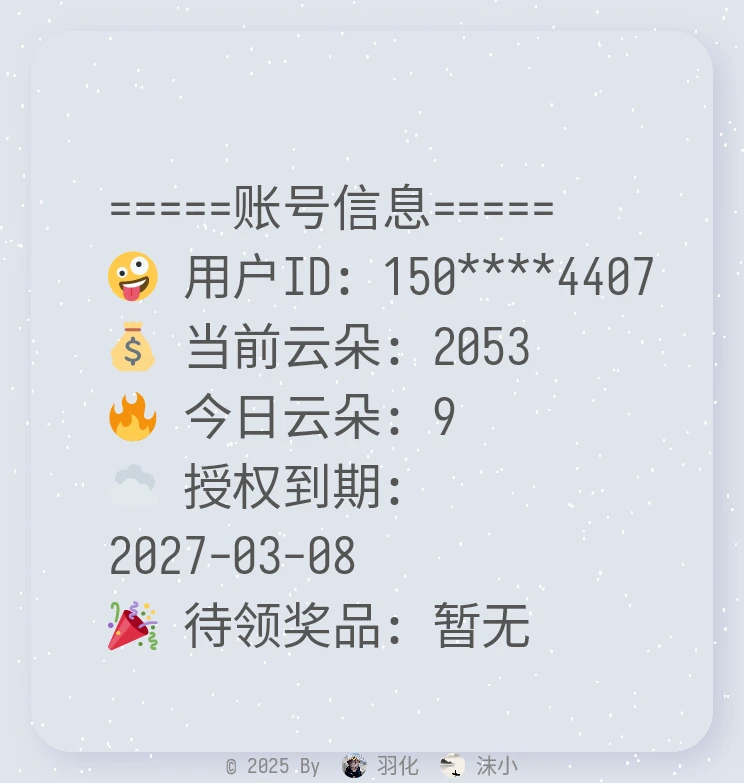 =====账号信息=====
🤪 用户ID: 150****4407
💰 当前云朵: 2053
🔥 今日云朵: 9
☁️ 授权到期:
2027-03-08
🎉 待领奖品: 暂无
© 2025 By 羽化 沫小